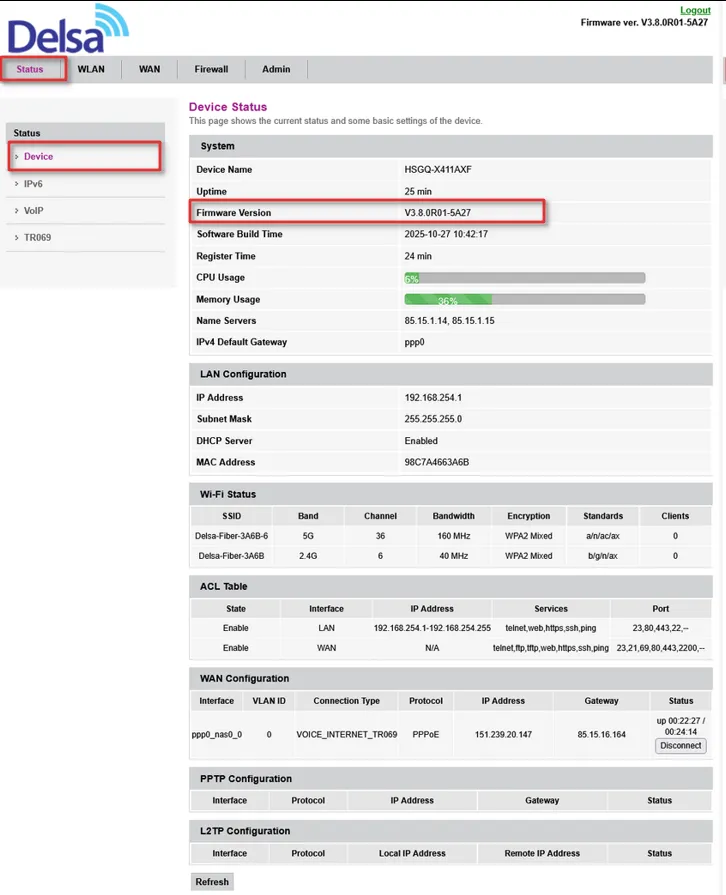 Delsa
Logout
Firmware ver. V3.8.0R01-5A27
Status WLAN WAN Firewall Admin
Status
> Device
> IPv6
> VoIP
> TR069
Device Status
This page shows the current status and some basic settings of the device.
System
Device Name HSGQ-X411AXF
Uptime 25 min
Firmware Version V3.8.0R01-5A27
Software Build Time 2025-10-27 10:42:17
Register Time 24 min
CPU Usage 6%
Memory Usage 36%
Name Servers 85.15.1.14, 85.15.1.15
IPv4 Default Gateway ppp0
LAN Configuration
IP Address 192.168.254.1
Subnet Mask 255.255.255.0
DHCP Server Enabled
MAC Address 98C7A4663A6B
Wi-Fi Status
SSID Band Channel Bandwidth Encryption Standards Clients
Delsa-Fiber-3A6B-6 5G 36 160 MHz WPA2 Mixed a/n/ac/ax 0
Delsa-Fiber-3A6B 2.4G 6 40 MHz WPA2 Mixed b/g/n/ax 0
ACL Table
State Interface IP Address Services Port
Enable LAN 192.168.254.1-192.168.254.255 telnet,web,https,ssh,ping 23,80,443,22,--
Enable WAN N/A telnet,ftp,tftp,web,https,ssh,ping 23,21,69,80,443,2200,--
WAN Configuration
Interface VLAN ID Connection Type Protocol IP Address Gateway Status
ppp0_nas0_0 0 VOICE_INTERNET_TR069 PPPoE 151.239.20.147 85.15.16.164 up 00:22:27 /
00:24:14
Disconnect
PPTP Configuration
Interface Protocol IP Address Gateway Status
L2TP Configuration
Interface Protocol Local IP Address Remote IP Address Status
Refresh